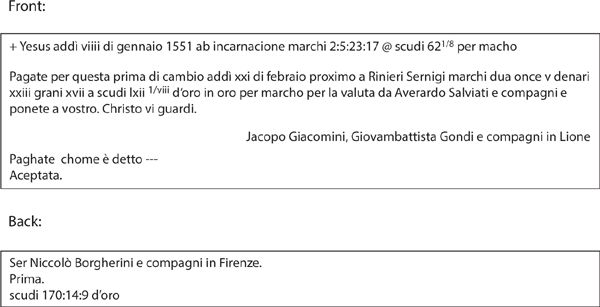 Front:
+ Yesus addì viiii di gennaio 1551 ab incarnacione marchi 2:5:23:17 @ scudi 62 1/8 per macho
Pagate per questa prima di cambio addì xxi di febraio proximo a Rinieri Sernigi marchi dua once v denari
xxiii grani xvii a scudi lxii 1/viii d’oro in oro per marcho per la valuta da Averardo Salviati e compagni e
ponete a vostro. Christo vi guardi.
Jacopo Giacomini, Giovambattista Gondi e compagni in Lione
Paghate chome è detto ---
Aceptata.
Back:
Ser Niccolò Borgherini e compagni in Firenze.
Prima.
scudi 170:14:9 d’oro